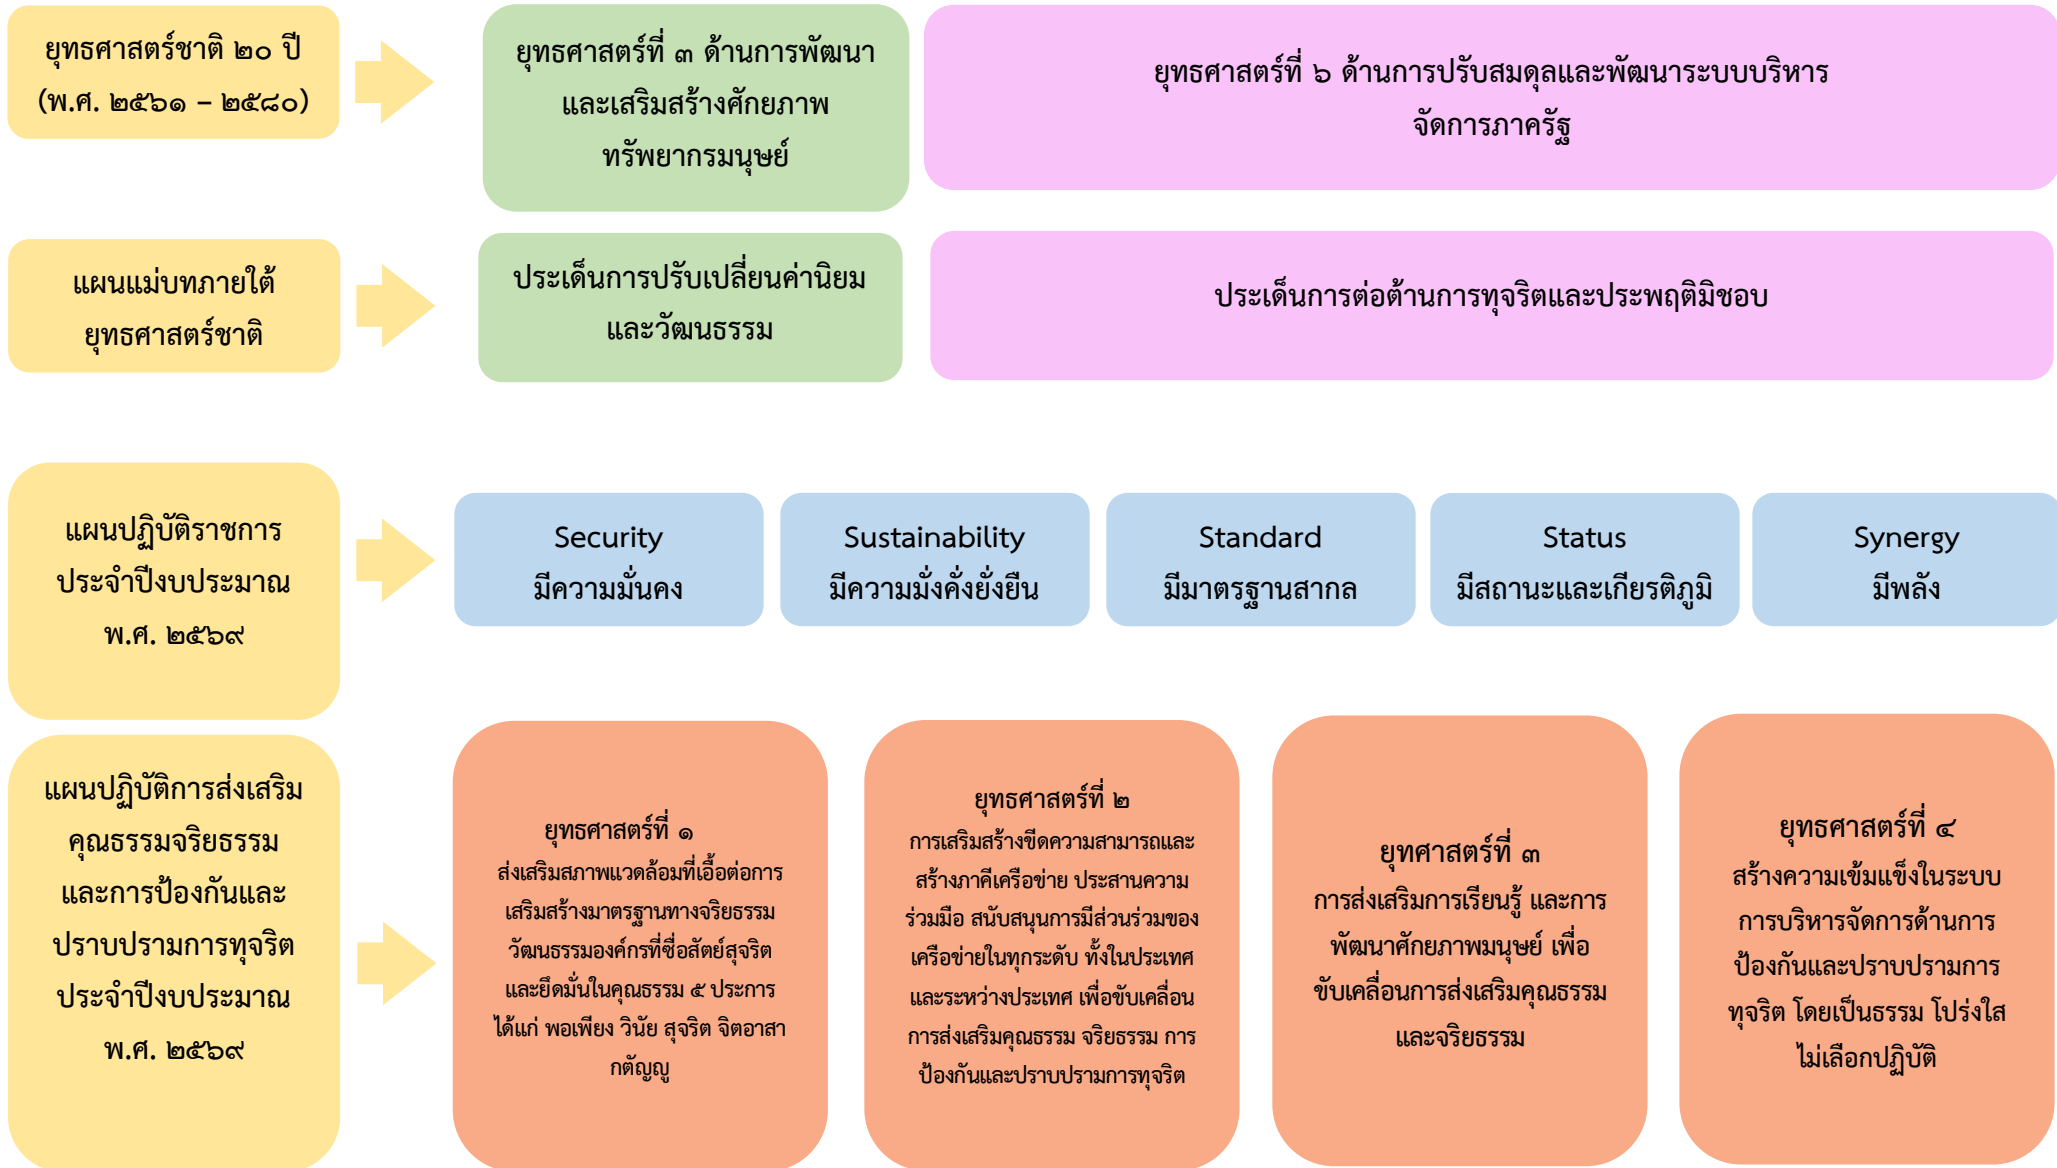 ยุทธศาสตร์ชาติ ๒๐ ปี
(พ.ศ. ๒๕๖๑ – ๒๕๘๐)
ยุทธศาสตร์ที่ ๓ ด้านการพัฒนา
และเสริมสร้างศักยภาพ
ทรัพยากรมนุษย์
ยุทธศาสตร์ที่ ๖ ด้านการปรับสมดุลและพัฒนาระบบบริหาร
จัดการภาครัฐ
แผนแม่บทภายใต้
ยุทธศาสตร์ชาติ
ประเด็นการปรับเปลี่ยนค่านิยม
และวัฒนธรรม
ประเด็นการต่อต้านการทุจริตและประพฤติมิชอบ
แผนปฏิบัติราชการ
ประจำปีงบประมาณ
พ.ศ. ๒๕๖๙
Security
มีความมั่นคง
Sustainability
มีความมั่งคั่งยั่งยืน
Standard
มีมาตรฐานสากล
Status
มีสถานะและเกียรติภูมิ
Synergy
มีพลัง
แผนปฏิบัติการส่งเสริม
คุณธรรมจริยธรรม
และการป้องกันและ
ปราบปรามการทุจริต
ประจำปีงบประมาณ
พ.ศ. ๒๕๖๙
ยุทธศาสตร์ที่ ๑
ส่งเสริมสภาพแวดล้อมที่เอื้อต่อการ
เสริมสร้างมาตรฐานทางจริยธรรม
วัฒนธรรมองค์กรที่ซื่อสัตย์สุจริต
และยึดมั่นในคุณธรรม ๕ ประการ
ได้แก่ พอเพียง วินัย สุจริต จิตอาสา
กตัญญู
ยุทธศาสตร์ที่ ๒
การเสริมสร้างขีดความสามารถและ
สร้างภาคีเครือข่าย ประสานความ
ร่วมมือ สนับสนุนการมีส่วนร่วมของ
เครือข่ายในทุกระดับ ทั้งในประเทศ
และระหว่างประเทศ เพื่อขับเคลื่อน
การส่งเสริมคุณธรรม จริยธรรม การ
ป้องกันและปราบปรามการทุจริต
ยุทศาสตร์ที่ ๓
การส่งเสริมการเรียนรู้ และการ
พัฒนาศักยภาพมนุษย์ เพื่อ
ขับเคลื่อนการส่งเสริมคุณธรรม
และจริยธรรม
ยุทธศาสตร์ที่ ๔
สร้างความเข้มแข็งในระบบ
การบริหารจัดการด้านการ
ป้องกันและปราบปรามการ
ทุจริต โดยเป็นธรรม โปร่งใส
ไม่เลือกปฏิบัติ